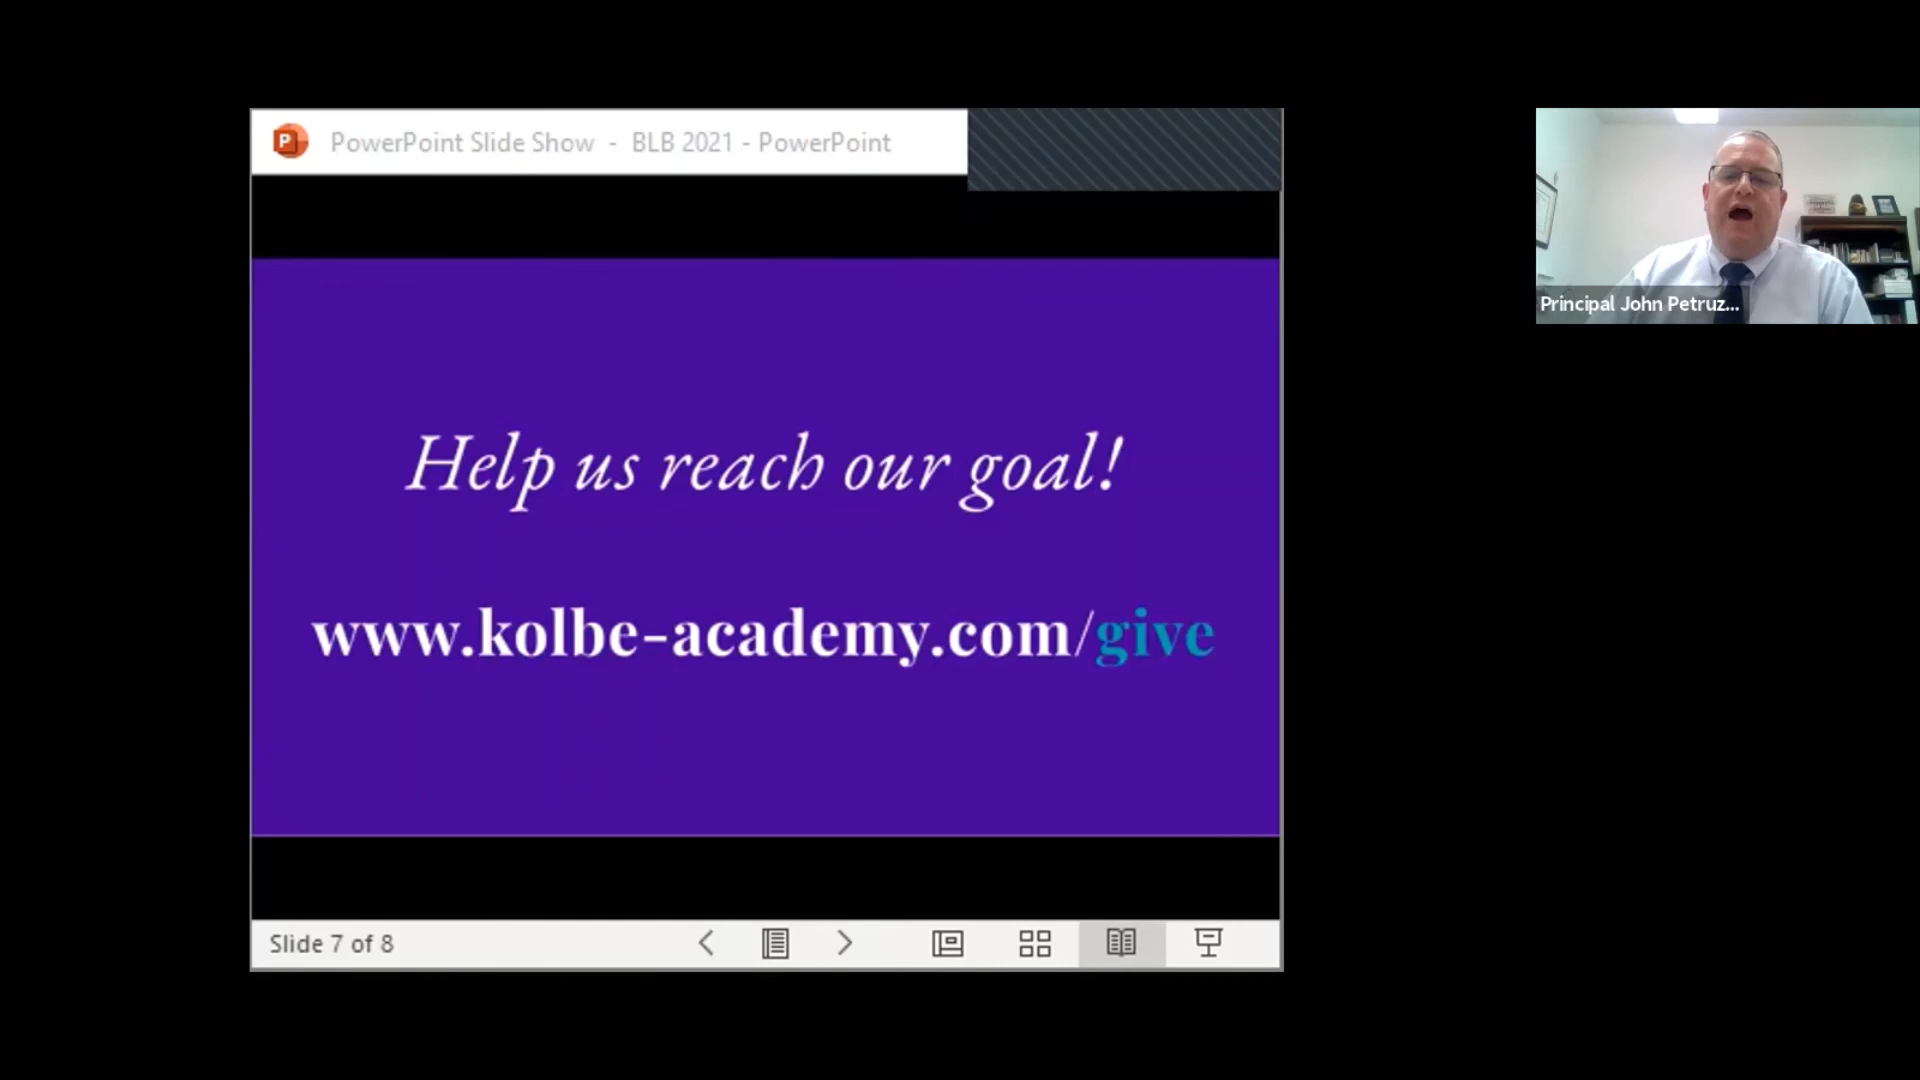 PowerPoint Slide Show - BLB 2021 - PowerPoint
Help us reach our goal!
www.kolbe-academy.com/give
Slide 7 of 8
Principal John Petruz...